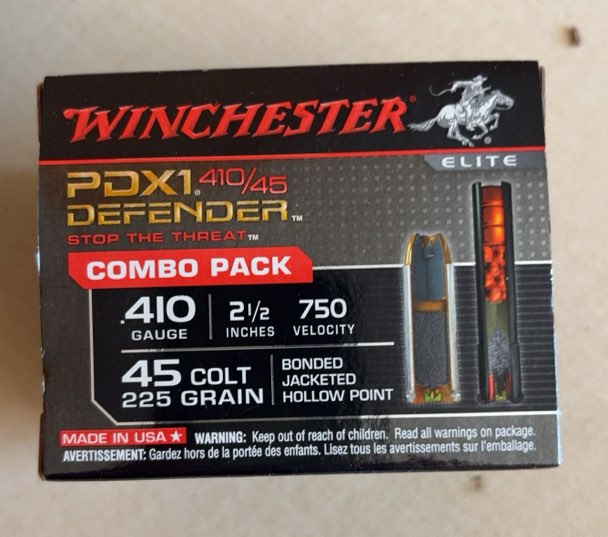 WINCHESTER®
ELITE
PDX1® 410/45
DEFENDER™
STOP THE THREAT™
COMBO PACK
.410 GAUGE
2 1/2 INCHES
750 VELOCITY
45 COLT
225 GRAIN
BONDED
JACKETED
HOLLOW POINT
MADE IN USA ★ WARNING: Keep out of reach of children. Read all warnings on package.
AVERTISSEMENT: Gardez hors de la portée des enfants. Lisez tous les avertissements sur l'emballage.